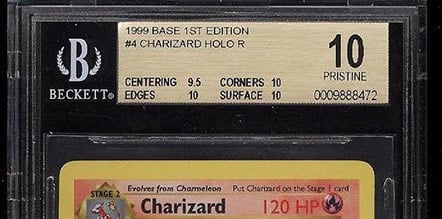 1999 BASE 1ST EDITION
#4 CHARIZARD HOLO R
CENTERING 9.5 CORNERS 10
EDGES 10 SURFACE 10
10
PRISTINE
0009888472
B
BECKETT
STAGE 2
Evolves from Charmeleon Put Charizard on the Stage 1 card
Charizard 120 HP